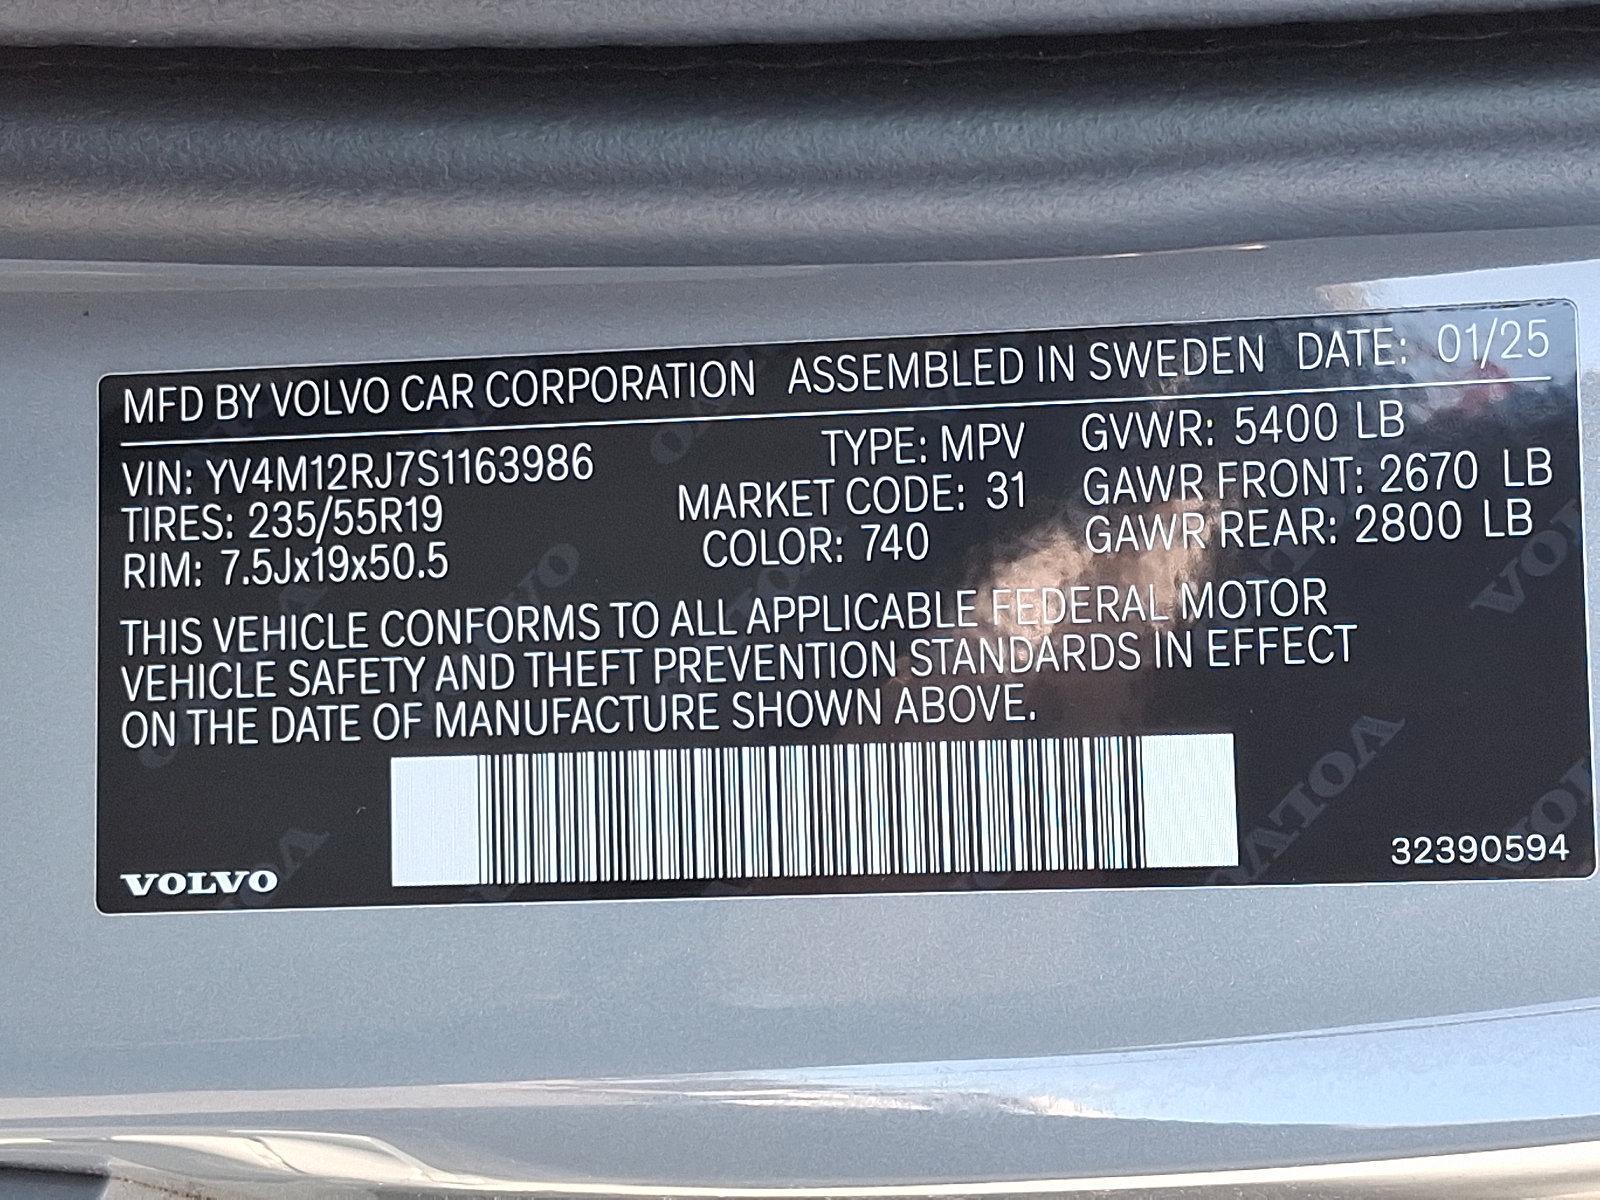 MFD BY VOLVO CAR CORPORATION ASSEMBLED IN SWEDEN DATE: 01/25
VIN: YV4M12RJ7S1163986 TYPE: MPV GVWR: 5400 LB
TIRES: 235/55R19 MARKET CODE: 31 GAWR FRONT: 2670 LB
RIM: 7.5Jx19x50.5 COLOR: 740 GAWR REAR: 2800 LB
THIS VEHICLE CONFORMS TO ALL APPLICABLE FEDERAL MOTOR
VEHICLE SAFETY AND THEFT PREVENTION STANDARDS IN EFFECT
ON THE DATE OF MANUFACTURE SHOWN ABOVE.
VOLVO 32390594